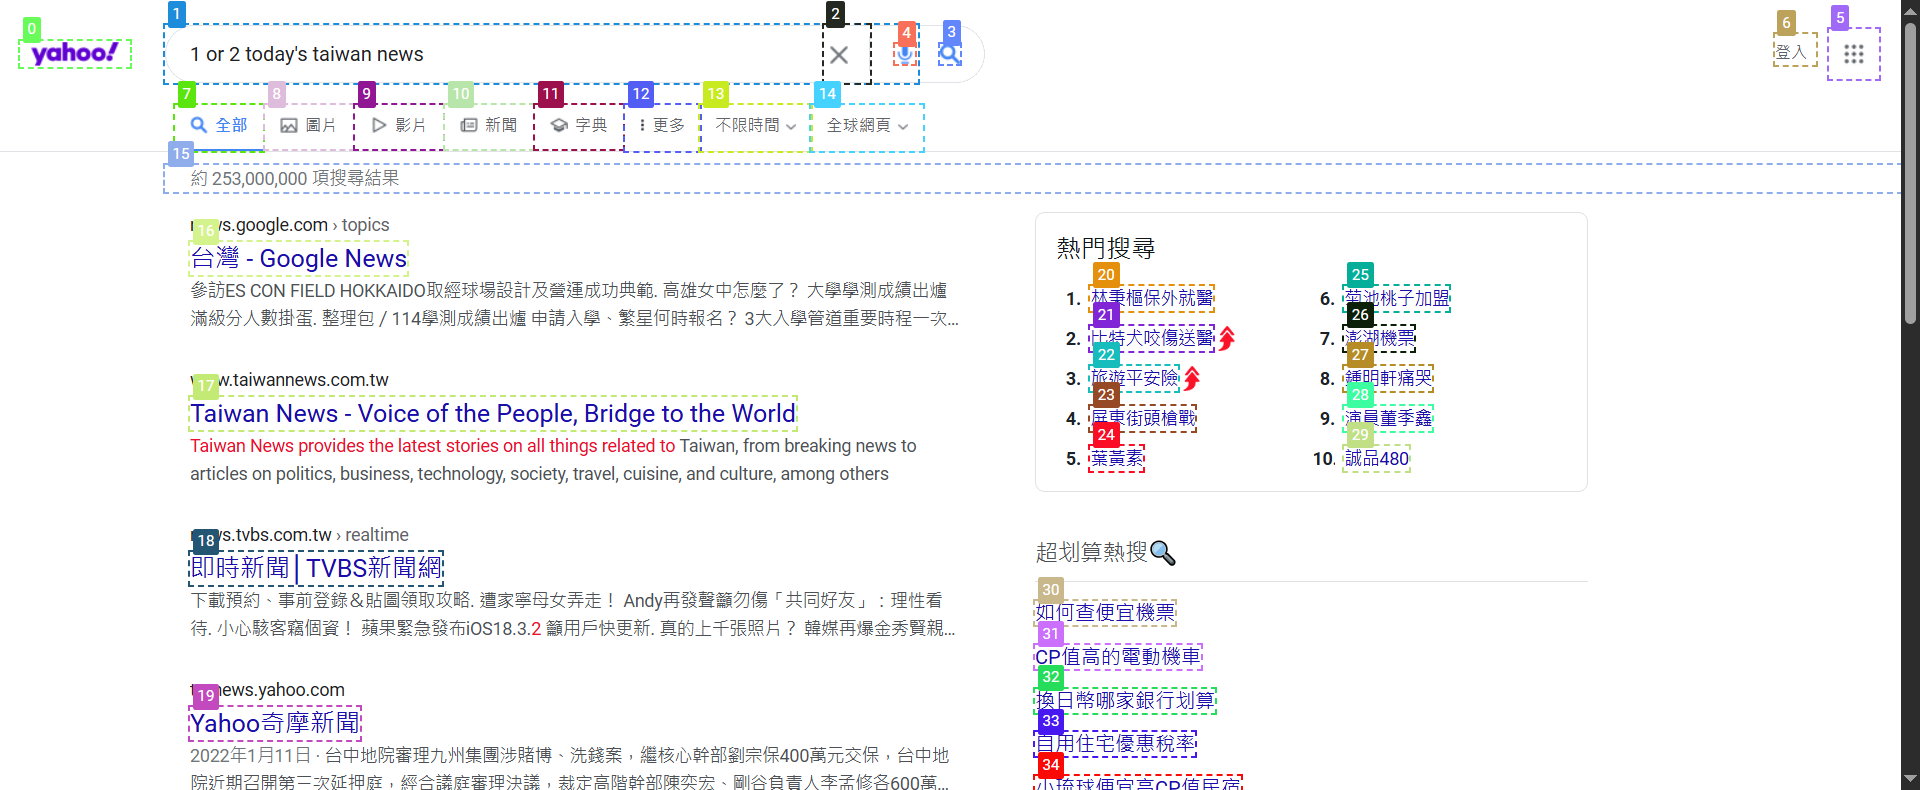 0
1
2
3
4
5
6
yahoo!
1 or 2 today's taiwan news
登入
7
8
9
10
11
12
13
14
全部
圖片
影片
新聞
字典
更多
不限時間
全球網頁
15
約 253,000,000 項搜尋結果
16
.google.com › topics
台灣 - Google News
參訪ES CON FIELD HOKKAIDO取經球場設計及營運成功典範. 高雄女中怎麼了？ 大學學測成績出爐
滿級分人數掛蛋. 整理包 / 114學測成績出爐 申請入學、繁星何時報名？ 3大入學管道重要時程一次...
17
.taiwannews.com.tw
Taiwan News - Voice of the People, Bridge to the World
Taiwan News provides the latest stories on all things related to Taiwan, from breaking news to
articles on politics, business, technology, society, travel, cuisine, and culture, among others
18
.tvbs.com.tw › realtime
即時新聞│TVBS新聞網
下載預約、事前登錄＆貼圖領取攻略. 遭家寧母女弄走！ Andy再發聲籲勿傷「共同好友」：理性看
待. 小心駭客竊個資！ 蘋果緊急發布iOS18.3.2 籲用戶快更新. 真的上千張照片？ 韓媒再爆金秀賢親...
19
news.yahoo.com
Yahoo奇摩新聞
2022年1月11日 · 台中地院審理九州集團涉賭博、洗錢案，繼核心幹部劉宗保400萬元交保，台中地
院近期召開第三次延押庭，經合議庭審理決議，裁定高階幹部陳奕宏、剛谷負責人李孟修各600萬...
熱門搜尋
20
1. 林秉樞保外就醫
21
2. 比特犬咬傷送醫
22
3. 旅遊平安險
23
4. 屏東街頭槍戰
24
5. 葉黃素
25
6. 菊池桃子加盟
26
7. 澎湖機票
27
8. 鍾明軒痛哭
28
9. 演員董季鑫
29
10. 誠品480
超划算熱搜
30
如何查便宜機票
31
CP值高的電動機車
32
換日幣哪家銀行划算
33
自用住宅優惠稅率
34
小琉球便宜高CP值民宿